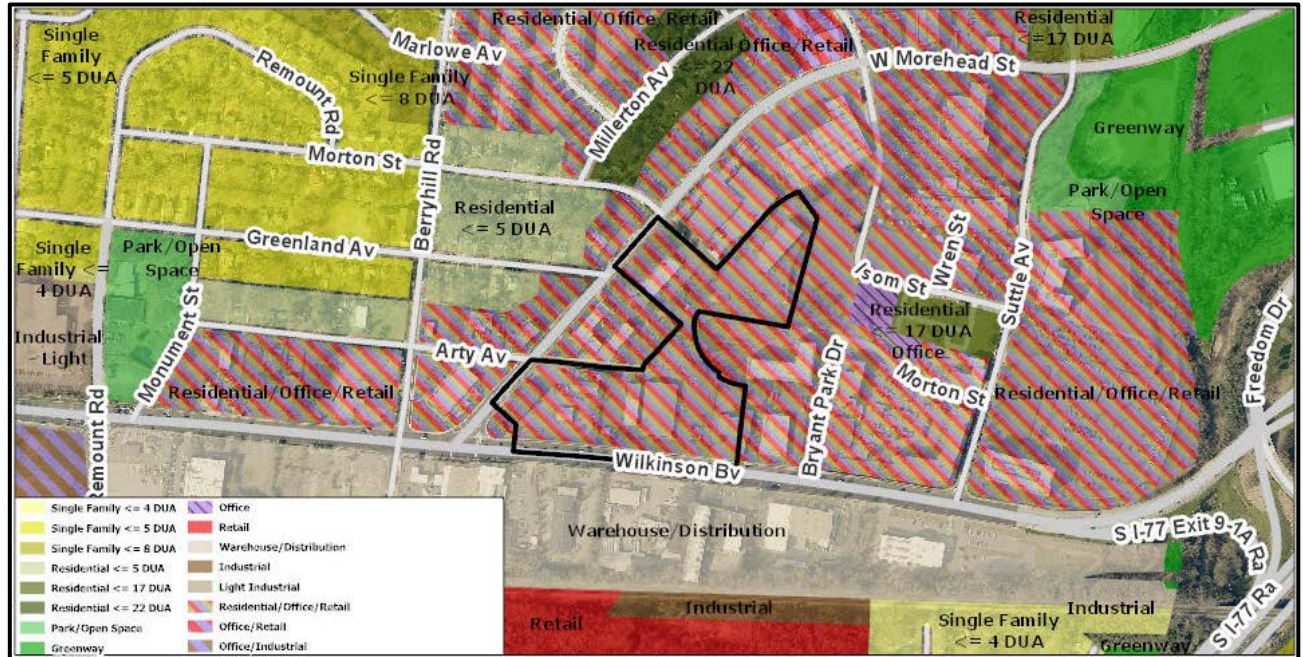 Residential/Office/Retail
Residential
<=17 DUA
Single
Family
<= 5 DUA
Marlowe Av
Remount Rd
Single Family
<= 8 DUA
Residential Office/Retail
<= 22
DUA
W Morehead St
Millerton Av
Greenway
Morton St
Berryhill Rd
Residential
<= 5 DUA
Park/Open
Space
Greenland Av
Single
Family <=
4 DUA
Park/Open
Space
Monument St
Isom St
Wren St
Suttle Av
Residential
<= 17 DUA
Office
Freedom Dr
Industrial
- Light
Arty Av
Residential/Office/Retail
Morton St
Residential/Office/Retail
Bryant Park Dr
Remount Rd
Wilkinson Bv
Warehouse/Distribution
S I-77 Exit 9-1A Ra
S I-77 Ra
Retail
Industrial
Single Family
<= 4 DUA
Industrial
Greenway
Single Family <= 4 DUA
Single Family <= 5 DUA
Single Family <= 8 DUA
Residential <= 5 DUA
Residential <= 17 DUA
Residential <= 22 DUA
Park/Open Space
Greenway
Office
Retail
Warehouse/Distribution
Industrial
Light Industrial
Residential/Office/Retail
Office/Retail
Office/Industrial